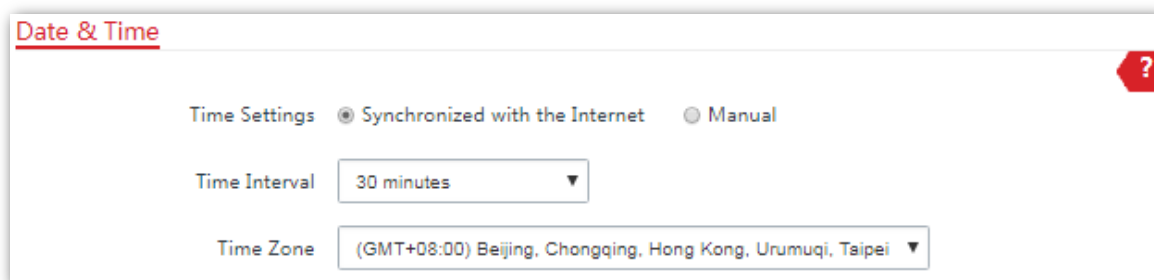 Date & Time
?
Time Settings Synchronized with the Internet Manual
Time Interval 30 minutes
Time Zone (GMT+08:00) Beijing, Chongqing, Hong Kong, Urumuqi, Taipei